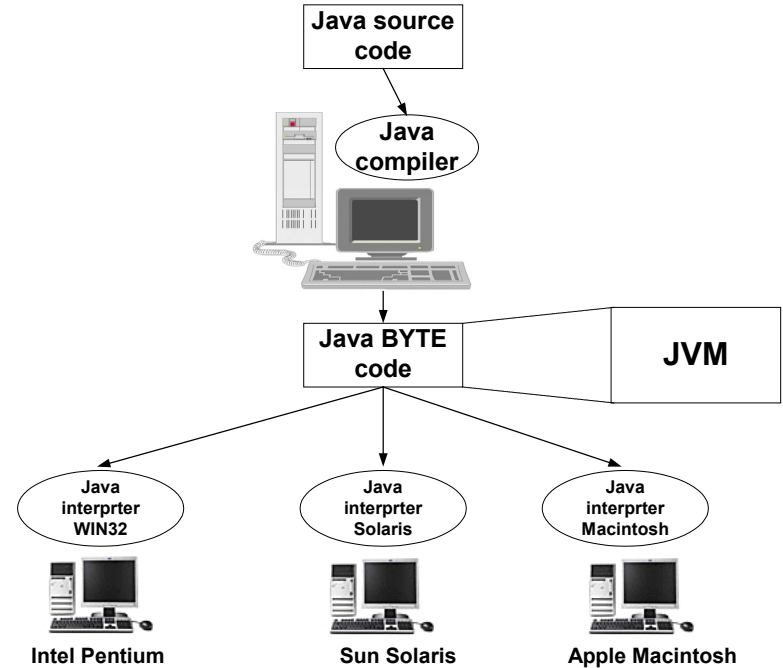 Java source
code
Java
compiler
Java BYTE
code
JVM
Java
interprter
WIN32
Java
interprter
Solaris
Java
interprter
Macintosh
Intel Pentium
Sun Solaris
Apple Macintosh